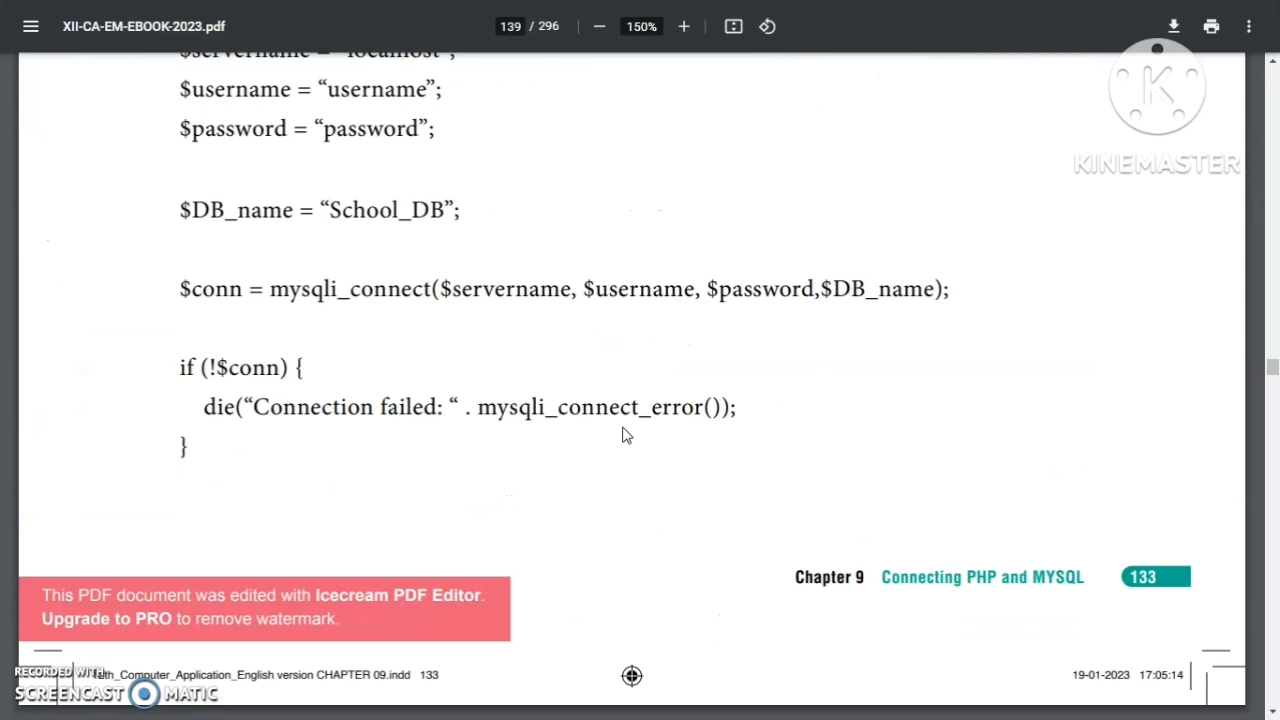 XII-CA-EM-EBOOK-2023.pdf
139 / 296
150%
$servername = “localhost”;
$username = “username”;
$password = “password”;
KINEMASTER
$DB_name = “School_DB”;
$conn = mysqli_connect($servername, $username, $password,$DB_name);
if (!$conn) {
die(“Connection failed: “ . mysqli_connect_error());
}
Chapter 9 Connecting PHP and MYSQL 133
This PDF document was edited with Icecream PDF Editor.
Upgrade to PRO to remove watermark.
RECORDED WITH
SCREENCAST MATIC
_Computer_Application_English version CHAPTER 09.indd 133
19-01-2023 17:05:14